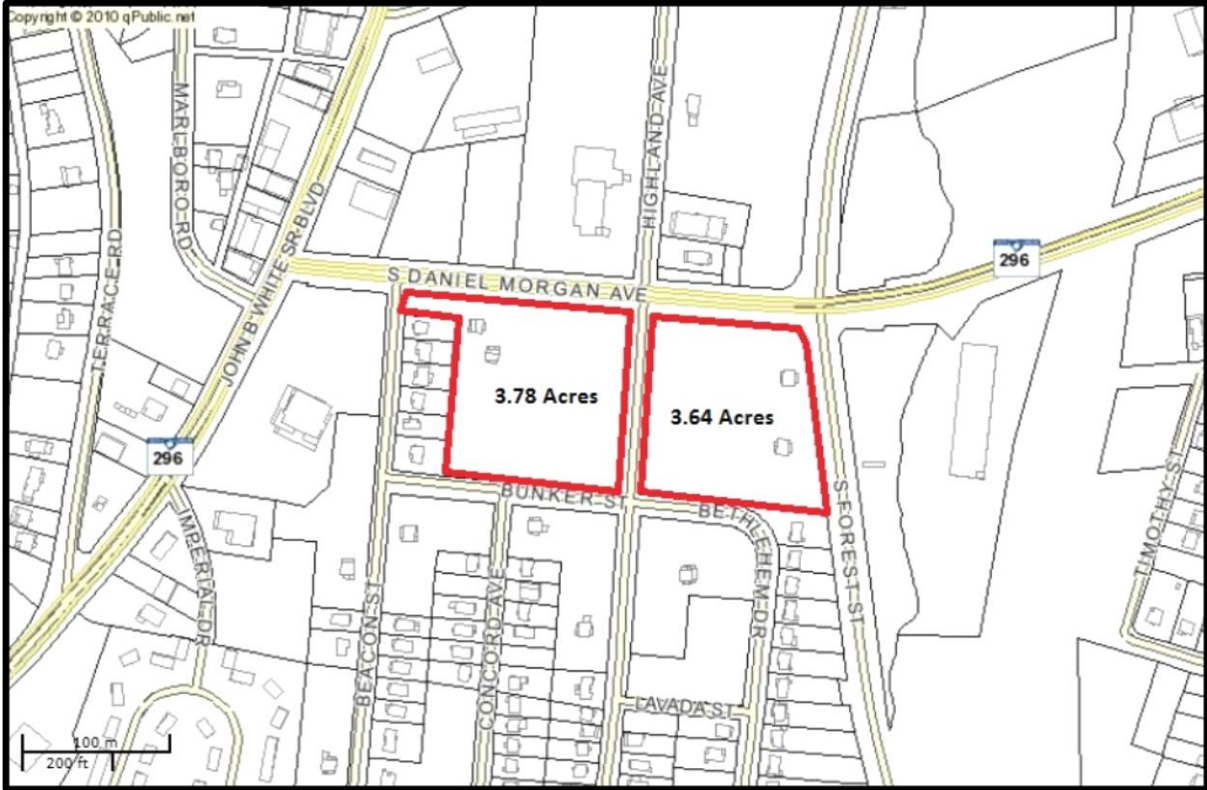 Copyright © 2010 qPublic.net
MARLBORO RD
HIGHLAND AVE
TERRACE RD
JOHN B WHITE SR BLVD
S DANIEL MORGAN AVE
296
3.78 Acres
3.64 Acres
296
BUNKER ST
BETHLEHEM DR
S FOREST ST
TIMOTHY ST
IMPERIAL DR
BEACON ST
CONCORD AVE
LAVADA ST
100 m
200 ft